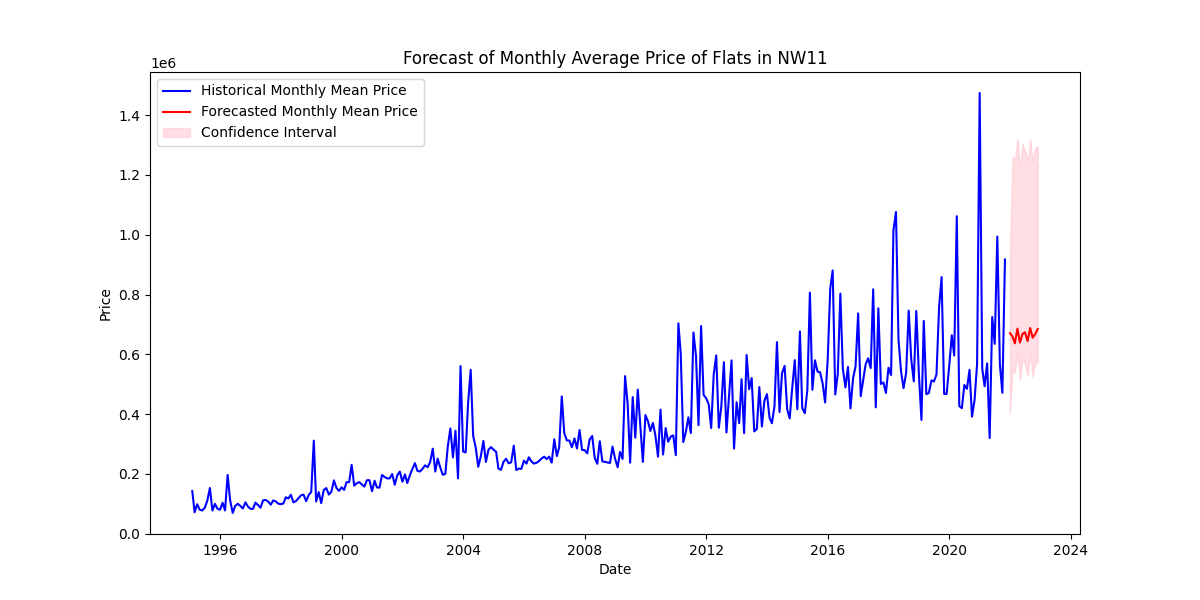 Forecast of Monthly Average Price of Flats in NW11
1e6
Historical Monthly Mean Price
Forecasted Monthly Mean Price
Confidence Interval
1.4
1.2
1.0
0.8
0.6
0.4
0.2
0.0
Price
1996 2000 2004 2008 2012 2016 2020 2024
Date